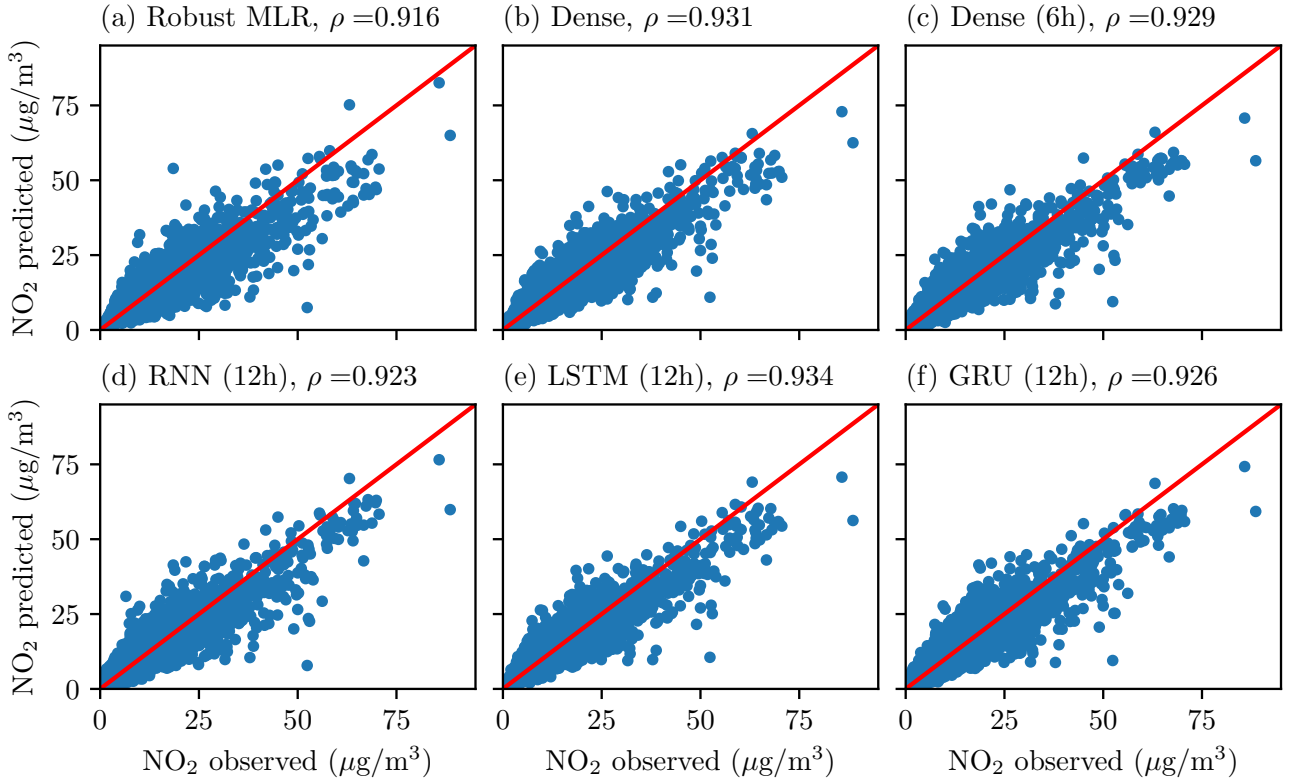 (a) Robust MLR, ρ =0.916
(b) Dense, ρ =0.931
(c) Dense (6h), ρ =0.929
NO₂ predicted (μg/m³)
75
50
25
0
(d) RNN (12h), ρ =0.923
(e) LSTM (12h), ρ =0.934
(f) GRU (12h), ρ =0.926
NO₂ predicted (μg/m³)
75
50
25
0
0 25 50 75
0 25 50 75
0 25 50 75
NO₂ observed (μg/m³)
NO₂ observed (μg/m³)
NO₂ observed (μg/m³)